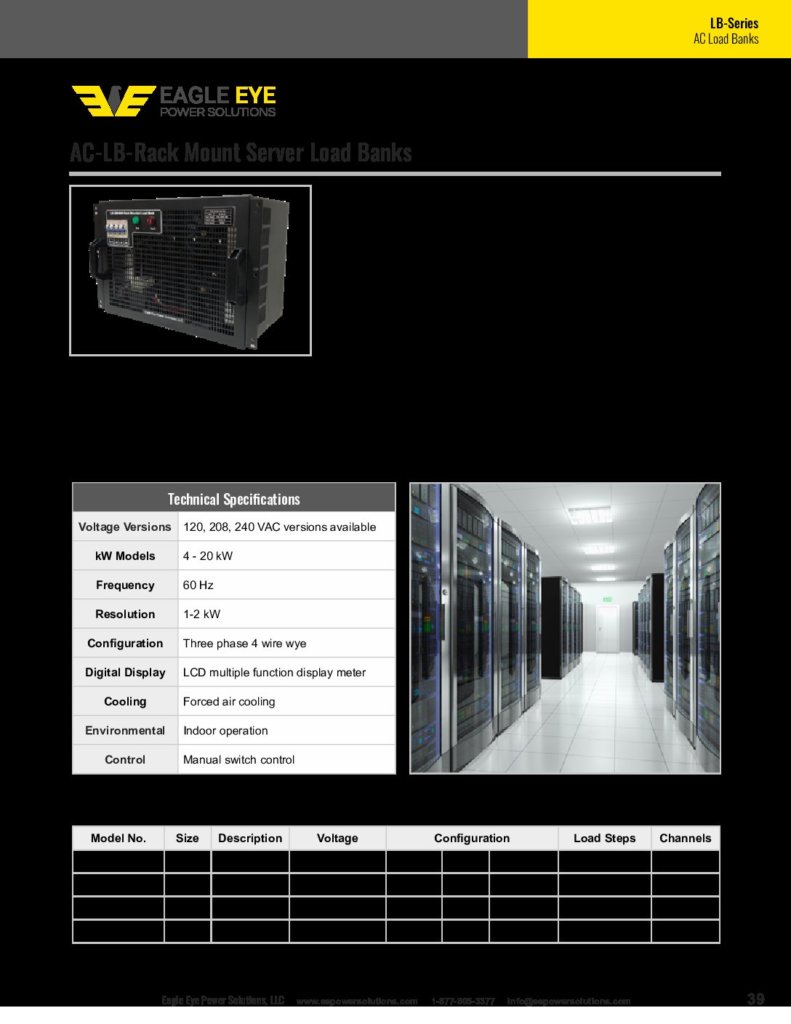 LB-Series
AC Load Banks
EAGLE EYE
POWER SOLUTIONS
AC-LB-Rack Mount Server Load Banks
Technical Specifications
Voltage Versions 120, 208, 240 VAC versions available
kW Models 4 - 20 kW
Frequency 60 Hz
Resolution 1-2 kW
Configuration Three phase 4 wire wye
Digital Display LCD multiple function display meter
Cooling Forced air cooling
Environmental Indoor operation
Control Manual switch control
Model No. Size Description Voltage Configuration Load Steps Channels
Eagle Eye Power Solutions, LLC www.eepowersolutions.com 1-877-805-3377 info@eepowersolutions.com 39